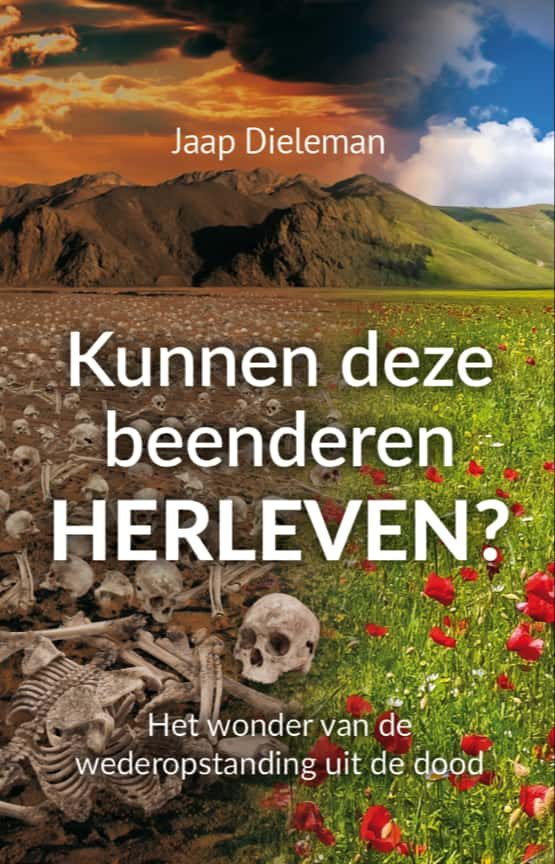 Jaap Dieleman
Kunnen deze
beenderen
HERLEVEN?
Het wonder van de
wederopstanding uit de dood